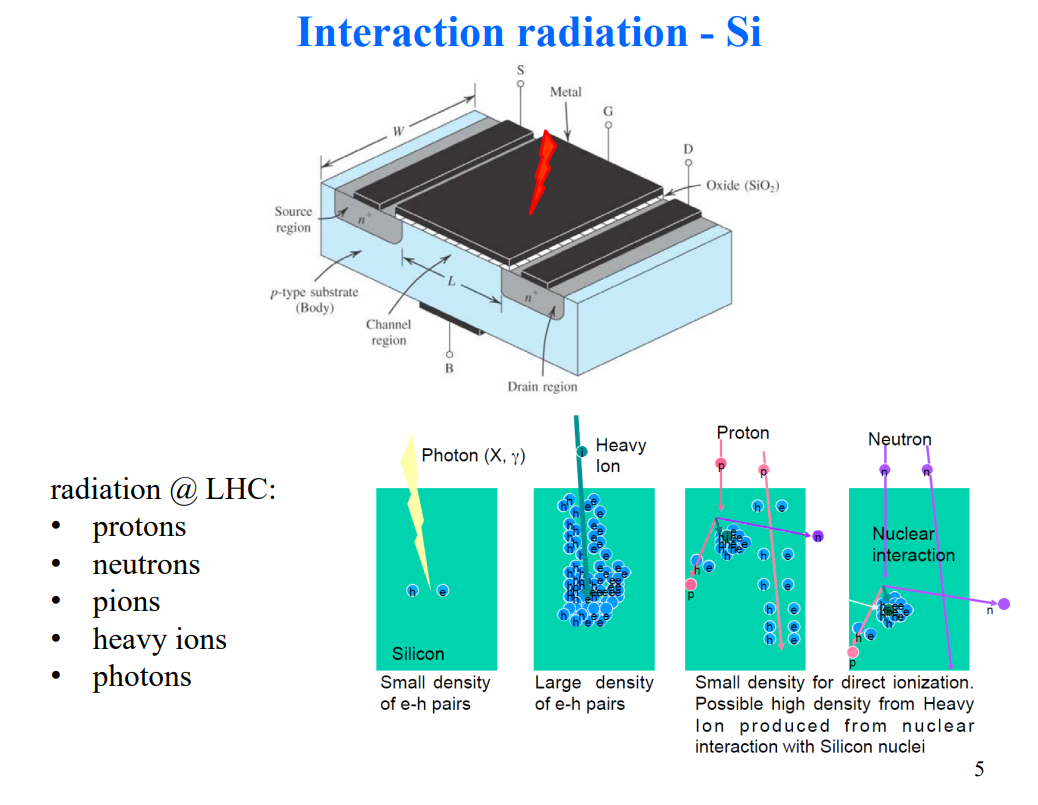 Interaction radiation - Si
S
Metal
G
W
D
Oxide (SiO₂)
Source
region
n⁺
L
n⁺
p-type substrate
(Body)
Channel
region
B
Drain region
radiation @ LHC:
• protons
• neutrons
• pions
• heavy ions
• photons
Photon (X, γ)
h e
Silicon
Small density
of e-h pairs
Heavy
Ion
Large density
of e-h pairs
Proton
p
p
h e
n
h e
h e
p
h e
h e
h e
h e
Neutron
n
n
Nuclear
interaction
n
h e
p
Small density for direct ionization.
Possible high density from Heavy
Ion produced from nuclear
interaction with Silicon nuclei
5